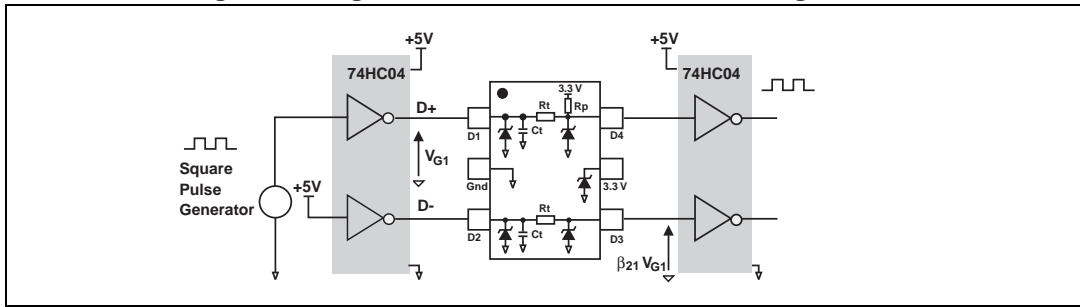 +5V
+5V
74HC04
74HC04
3.3 V
D+
Rt
Rp
D1
Ct
D4
VG1
Square
Pulse
Generator
+5V
Gnd
3.3 V
D-
Rt
D2
Ct
D3
β21 VG1